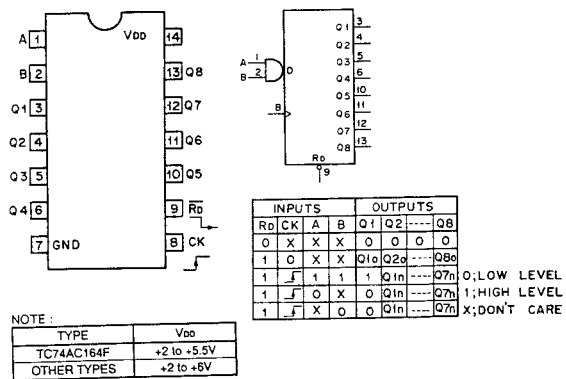 A 1
VDD 14
B 2
13 Q8
Q1 3
12 Q7
Q2 4
11 Q6
Q3 5
10 Q5
Q4 6
9 RD
7 GND
8 CK
A 1
B 2
D
8
RD
9
Q1 3
Q2 4
Q3 5
Q4 6
Q5 10
Q6 11
Q7 12
Q8 13
INPUTS OUTPUTS
RD CK A B Q1 Q2 ---- Q8
0 X X X 0 0 0 0
1 0 X X Q1o Q2o ---- Q8o
1 1 1 1 Q1n ---- Q7n 0;LOW LEVEL
1 0 X 0 Q1n ---- Q7n 1;HIGH LEVEL
1 X 0 0 Q1n ---- Q7n X;DON'T CARE
NOTE :
TYPE VDD
TC74AC164F +2 to +5.5V
OTHER TYPES +2 to +6V